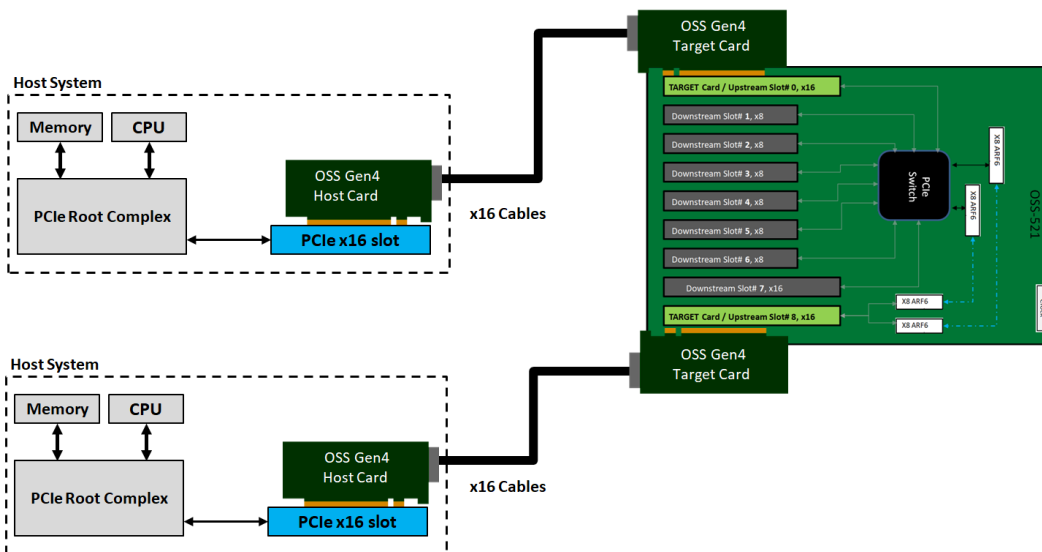 OSS Gen4
Target Card
Host System
Memory
CPU
PCIe Root Complex
OSS Gen4
Host Card
PCIe x16 slot
x16 Cables
TARGET Card / Upstream Slot# 0, x16
Downstream Slot# 1, x8
Downstream Slot# 2, x8
Downstream Slot# 3, x8
Downstream Slot# 4, x8
Downstream Slot# 5, x8
Downstream Slot# 6, x8
Downstream Slot# 7, x16
TARGET Card / Upstream Slot# 8, x16
PCIe
Switch
X8 ARF6
X8 ARF6
X8 ARF6
X8 ARF6
OSS-521
OSS Gen4
Target Card
Host System
Memory
CPU
PCIe Root Complex
OSS Gen4
Host Card
PCIe x16 slot
x16 Cables